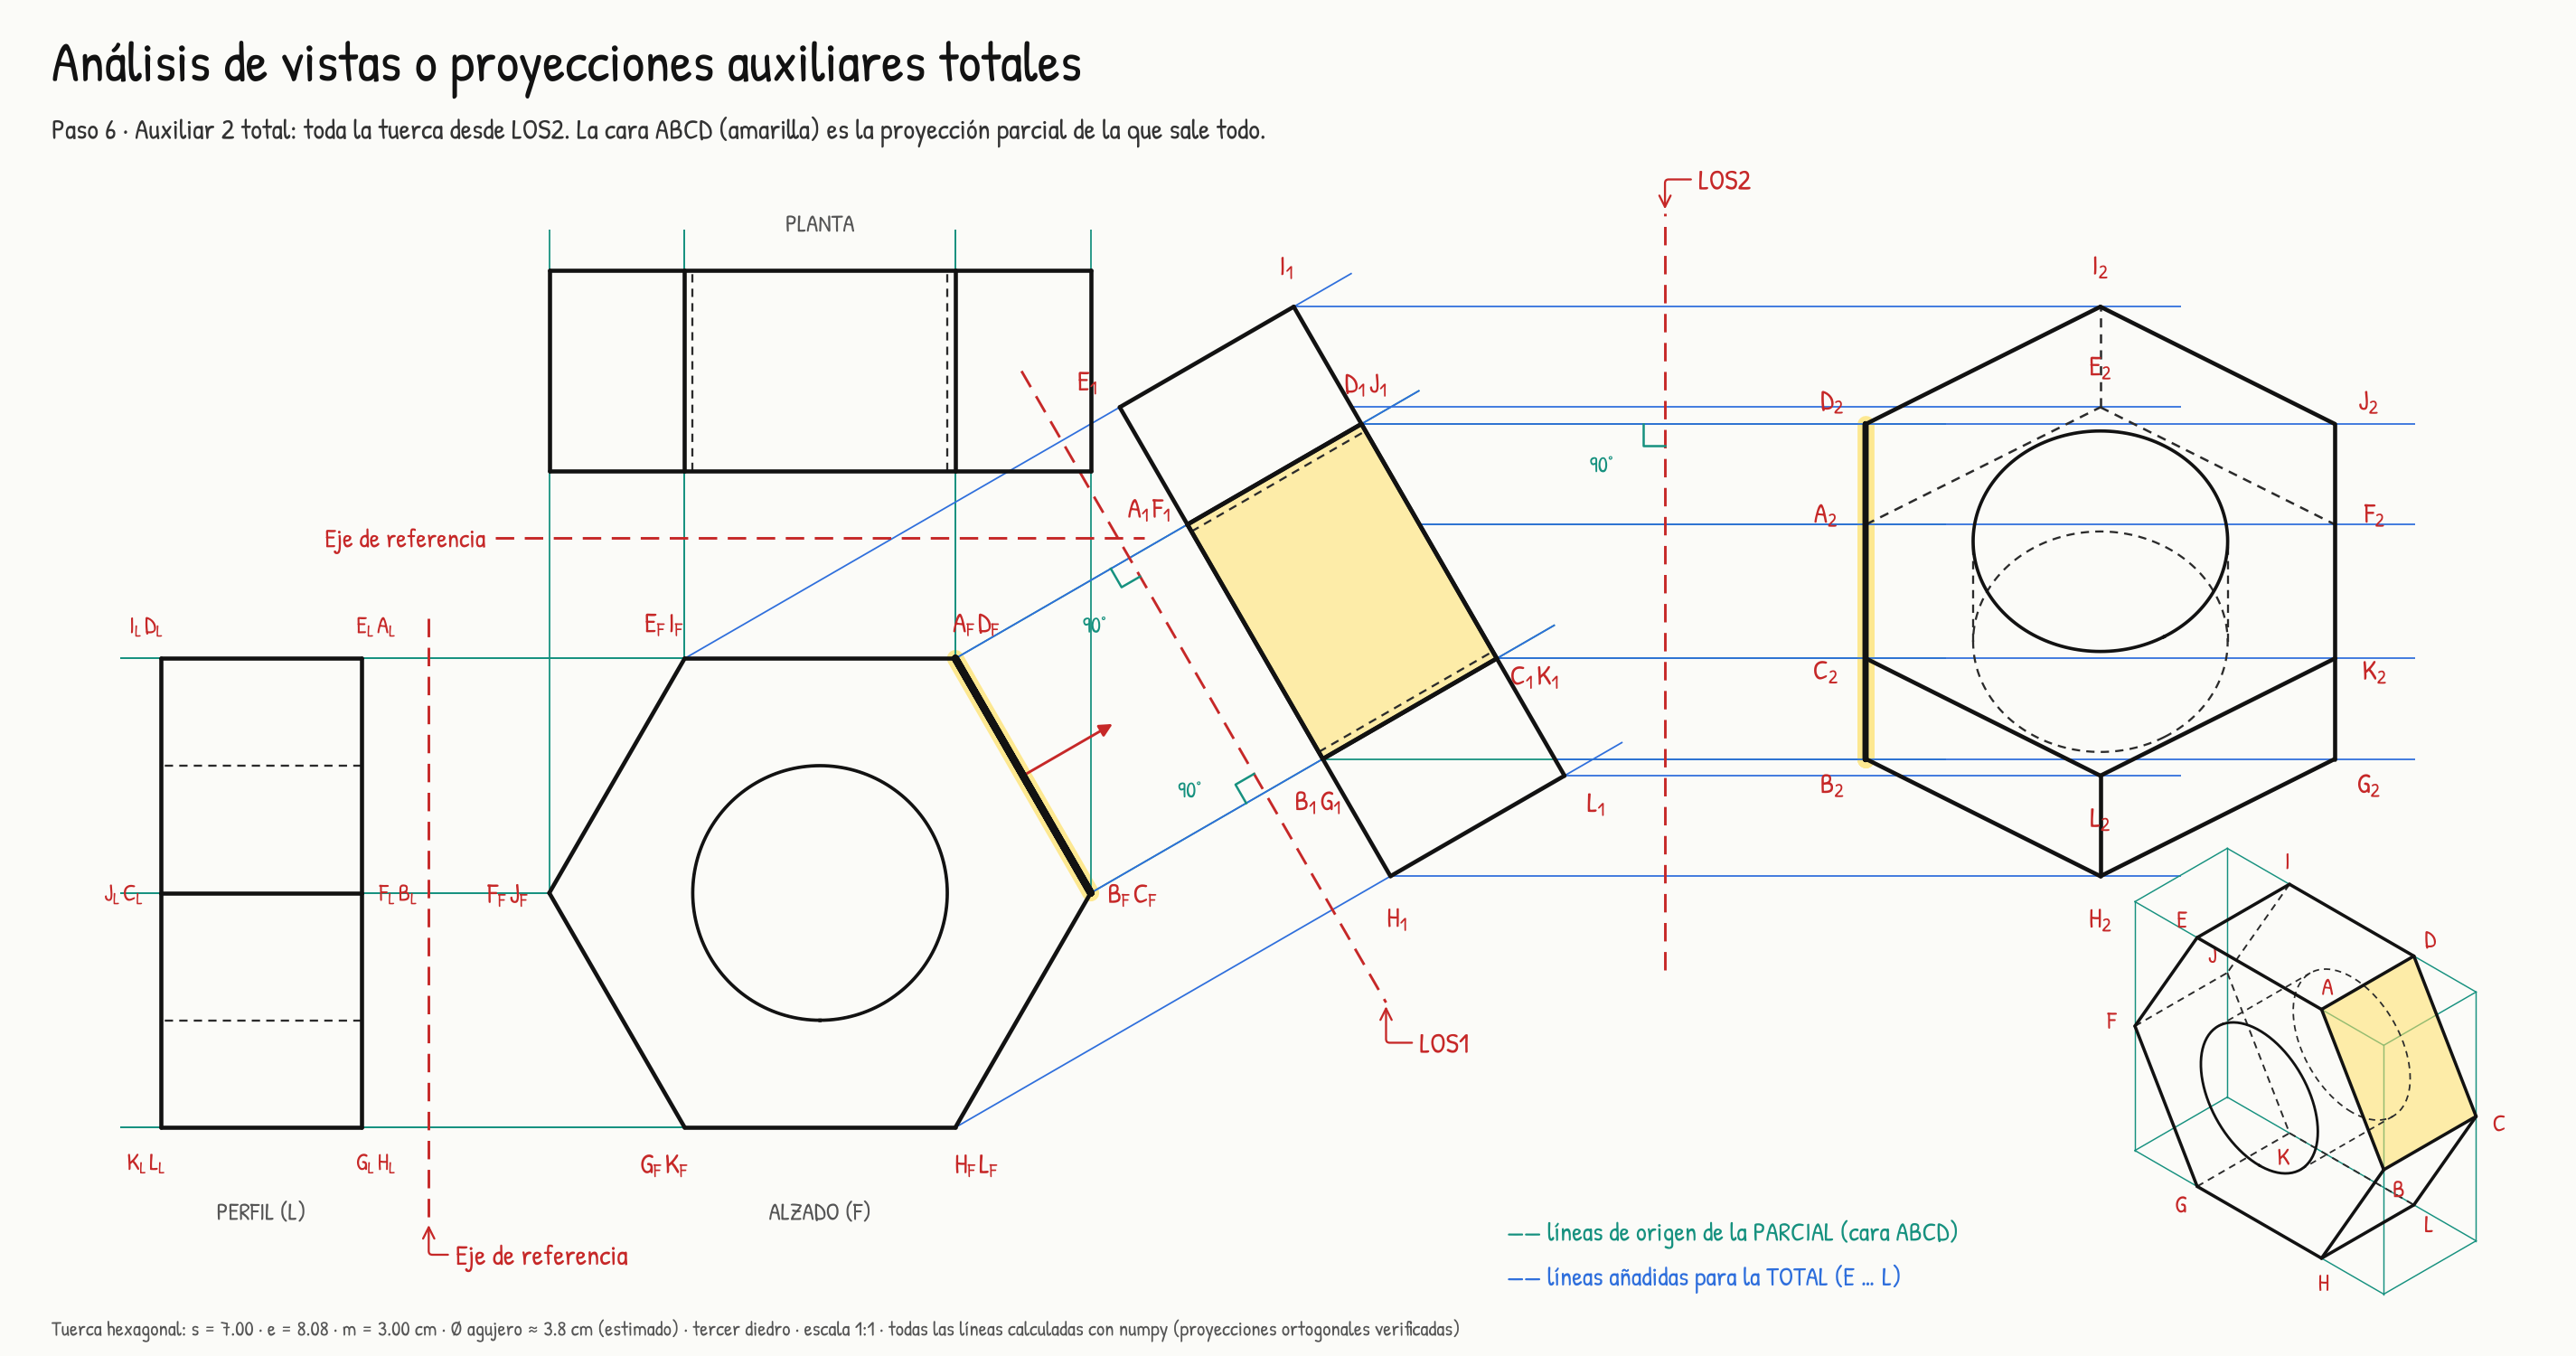 Análisis de vistas o proyecciones auxiliares totales
Paso 6 · Auxiliar 2 total: toda la tuerca desde LOS2. La cara ABCD (amarilla) es la proyección parcial de la que sale todo.
LOS2
PLANTA
I1
I2
E1
D1 J1
E2
D2
J2
90°
A1 F1
A2
F2
Eje de referencia
IL DL
EL AL
EF IF
AF DF
90°
C1 K1
C2
K2
90°
B1 G1
L1
B2
G2
L2
JL CL
FL BL
FF JF
BF CF
H1
H2
I
E
D
J
A
F
LOS1
C
KL LL
GL HL
GF KF
HF LF
K
B
G
L
PERFIL (L)
ALZADO (F)
Eje de referencia
líneas de origen de la PARCIAL (cara ABCD)
líneas añadidas para la TOTAL (E ... L)
H
Tuerca hexagonal: s = 7.00 · e = 8.08 · m = 3.00 cm · Ø agujero ≈ 3.8 cm (estimado) · tercer diedro · escala 1:1 · todas las líneas calculadas con numpy (proyecciones ortogonales verificadas)